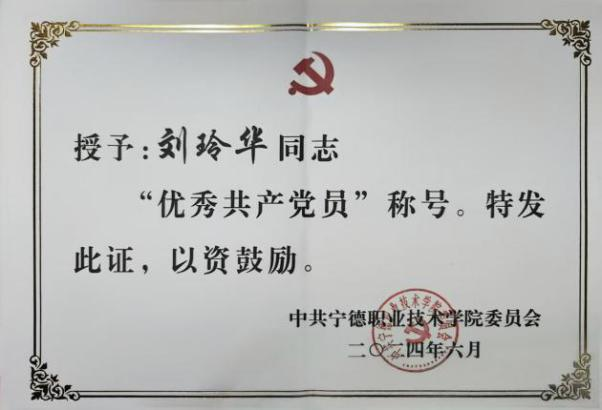 授予:刘玲华同志
“优秀共产党员”称号。特发
此证，以资鼓励。
中共宁德职业技术学院委员会
二〇二四年六月